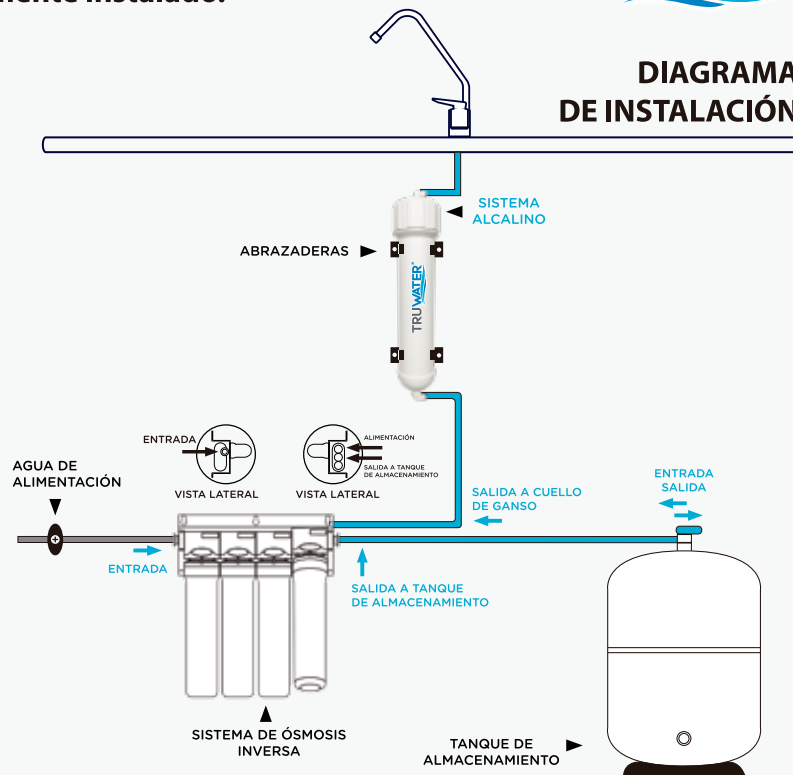 mente instalado.
DIAGRAMA
DE INSTALACIÓN
SISTEMA
ALCALINO
ABRAZADERAS
TRUWATER®
ENTRADA
VISTA LATERAL
ALIMENTACIÓN
SALIDA A TANQUE
DE ALMACENAMIENTO
VISTA LATERAL
AGUA DE
ALIMENTACIÓN
ENTRADA
SALIDA A CUELLO
DE GANSO
ENTRADA
SALIDA
SALIDA A TANQUE
DE ALMACENAMIENTO
SISTEMA DE ÓSMOSIS
INVERSA
TANQUE DE
ALMACENAMIENTO